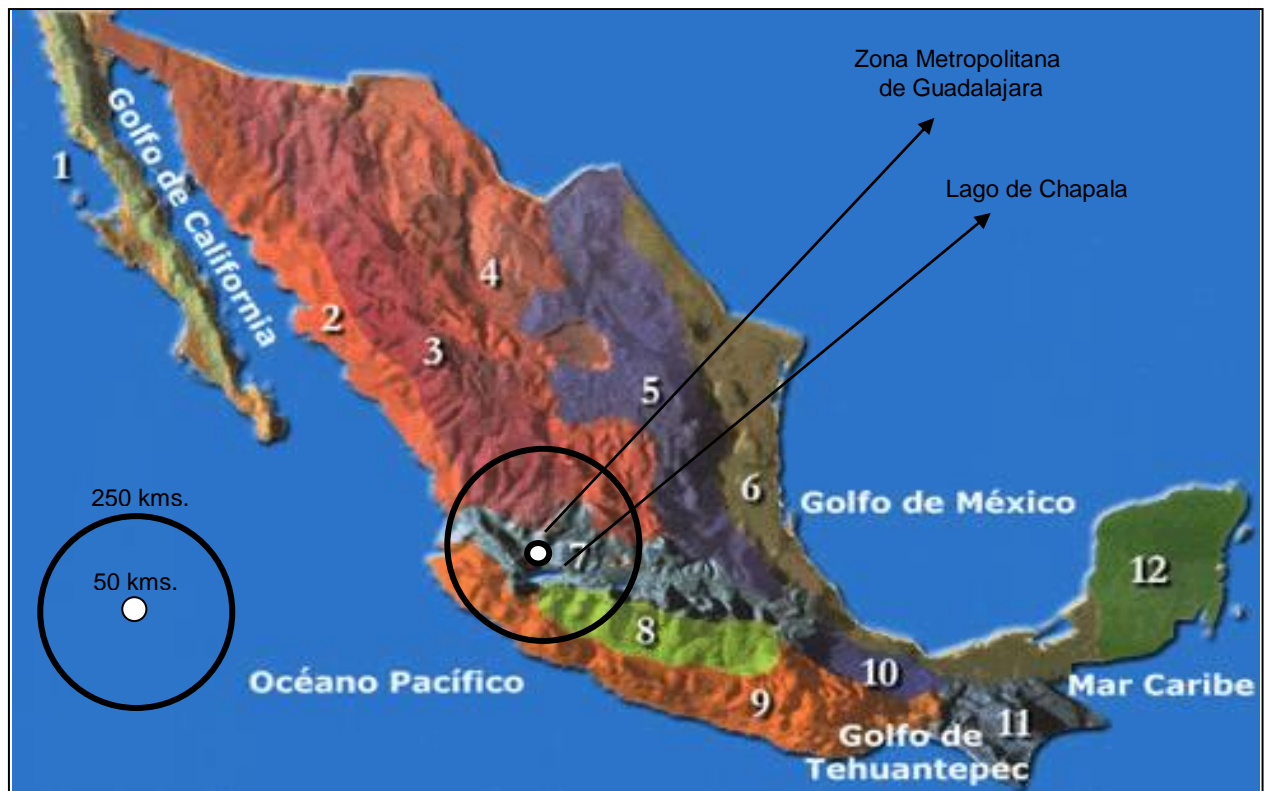 Zona Metropolitana
de Guadalajara
Lago de Chapala
Golfo de California
1
2
3
4
5
6
Golfo de México
7
8
9
10
11
12
250 kms.
50 kms.
Océano Pacífico
Mar Caribe
Golfo de
Tehuantepec